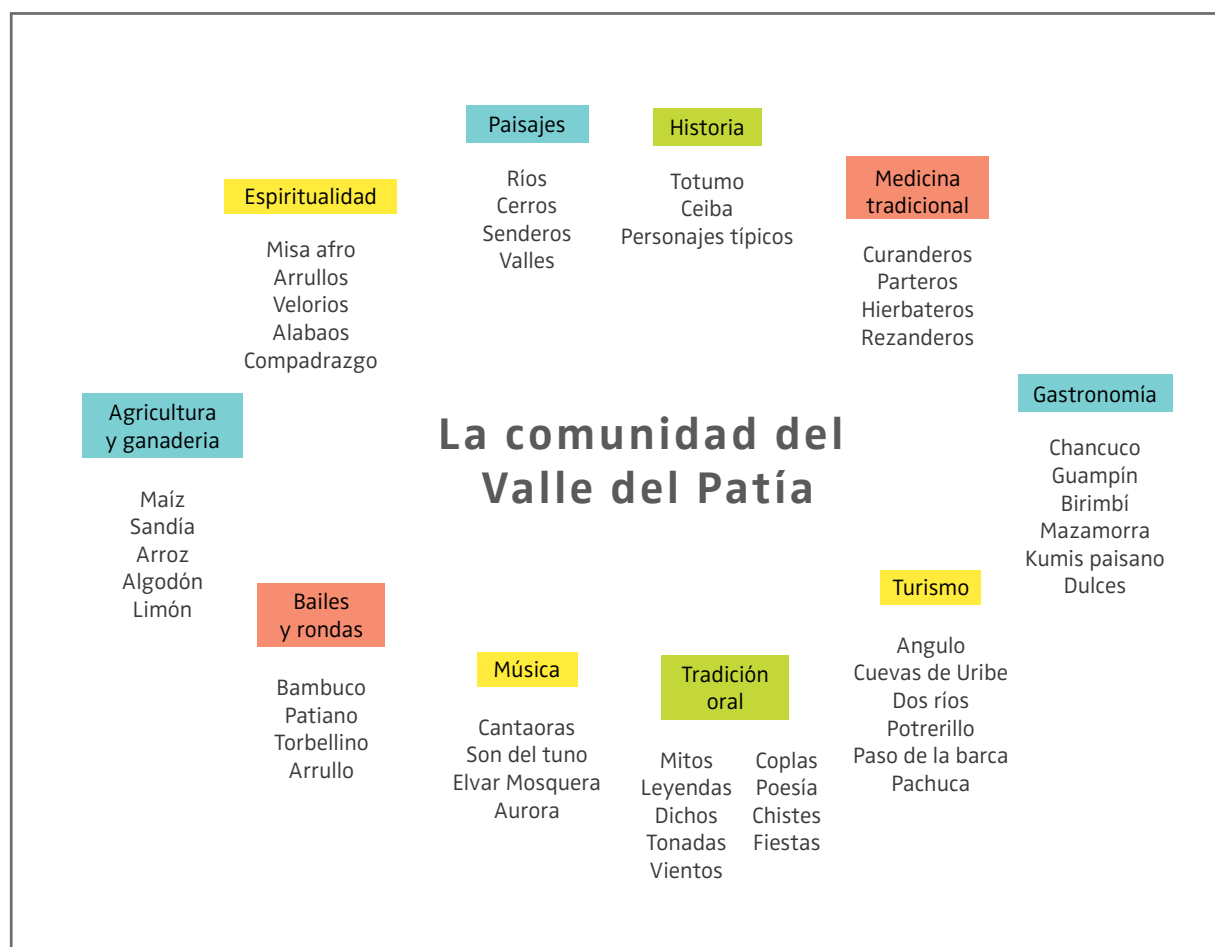 Paisajes
Ríos
Cerros
Senderos
Valles
Historia
Totumo
Ceiba
Personajes típicos
Medicina
tradicional
Curanderos
Parteros
Hierbateros
Rezanderos
Espiritualidad
Misa afro
Arrullos
Velorios
Alabaos
Compadrazgo
Gastronomía
Chancuco
Guampín
Birimbí
Mazamorra
Kumis paisano
Dulces
Agricultura
y ganaderia
Maíz
Sandía
Arroz
Algodón
Limón
La comunidad del
Valle del Patía
Bailes
y rondas
Bambuco
Patiano
Torbellino
Arrullo
Música
Cantaoras
Son del tuno
Elvar Mosquera
Aurora
Tradición
oral
Mitos
Leyendas
Dichos
Tonadas
Vientos
Coplas
Poesía
Chistes
Fiestas
Turismo
Angulo
Cuevas de Uribe
Dos ríos
Potrerillo
Paso de la barca
Pachuca